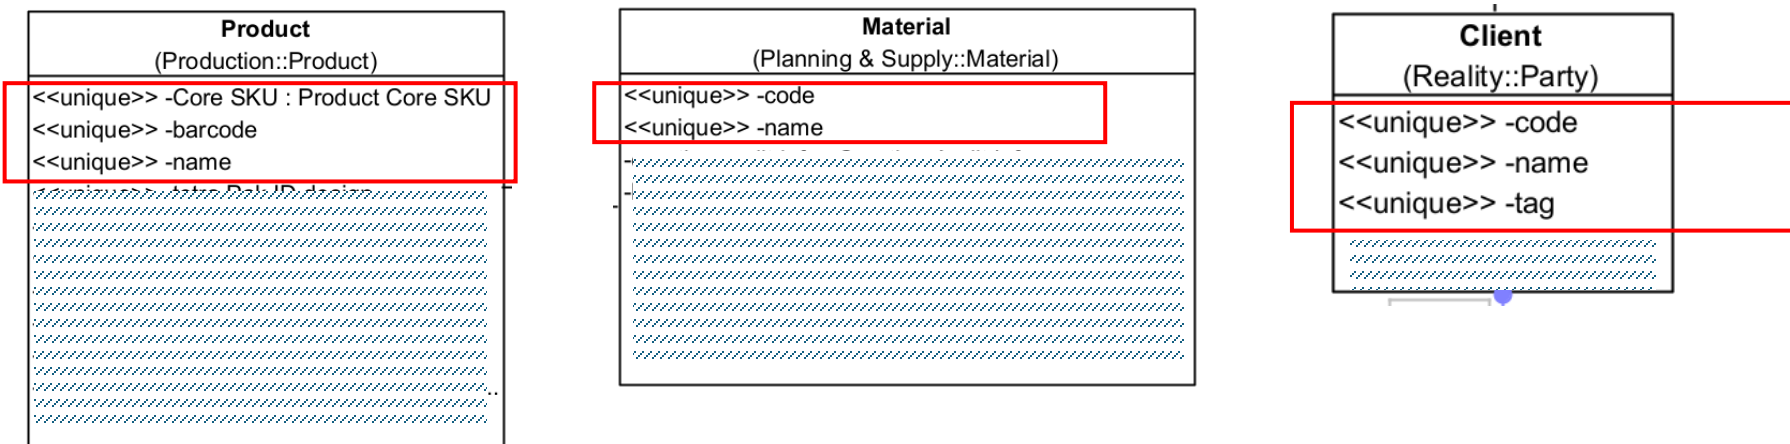 Product
(Production::Product)
<<unique>> -Core SKU : Product Core SKU
<<unique>> -barcode
<<unique>> -name
Material
(Planning & Supply::Material)
<<unique>> -code
<<unique>> -name
Client
(Reality::Party)
<<unique>> -code
<<unique>> -name
<<unique>> -tag